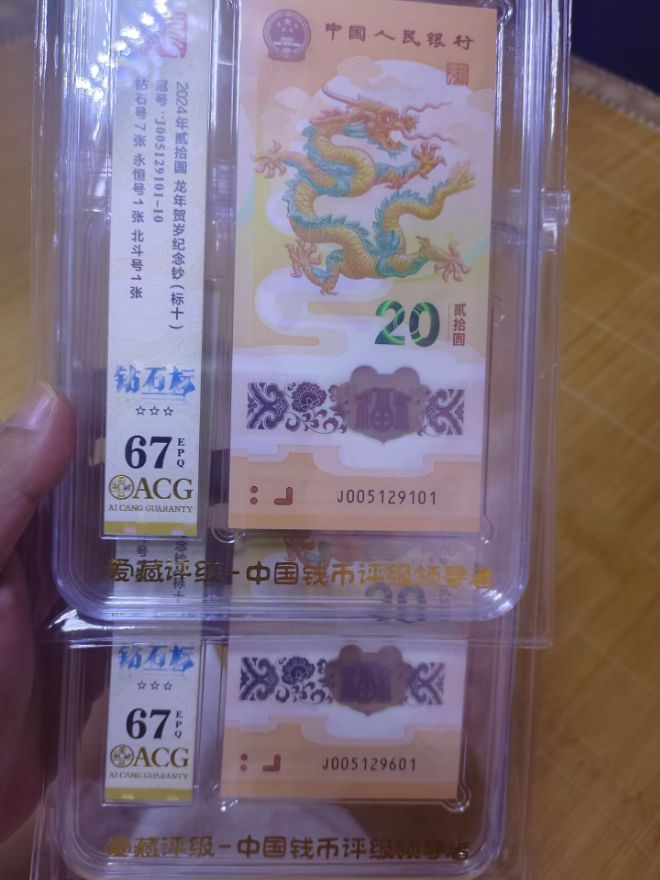 中国人民银行
2024年贰拾圆 龙年贺岁纪念钞(标十)
冠号:J005129101-10
钻石号7张 永恒号1张 北斗号1张
20
贰拾圆
钻石标
☆☆☆
67
EPQ
ACG
AI CANG GUARANTY
J005129101
爱藏评级-中国钱币评级领导者
钻石标
☆☆☆
67
EPQ
ACG
AI CANG GUARANTY
J005129601
爱藏评级-中国钱币评级领导者